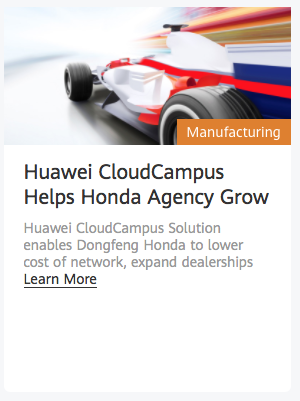 Manufacturing
Huawei CloudCampus
Helps Honda Agency Grow
Huawei CloudCampus Solution
enables Dongfeng Honda to lower
cost of network, expand dealerships
Learn More